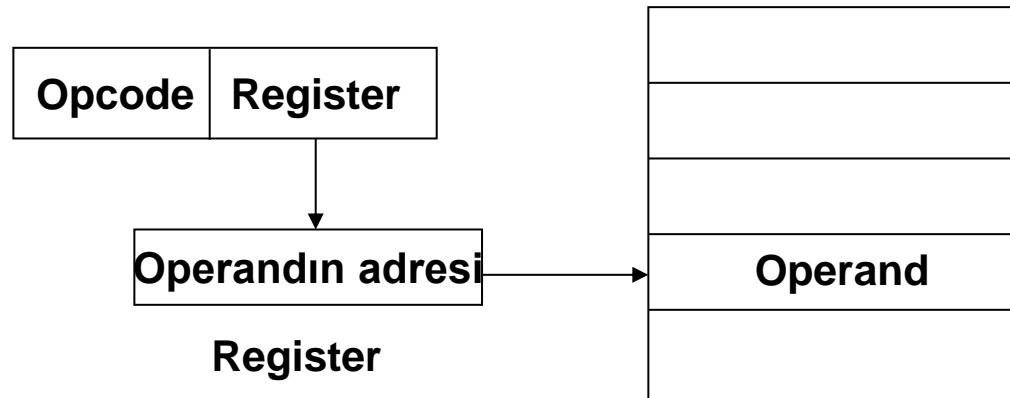 Opcode
Register
Operandın adresi
Operand
Register